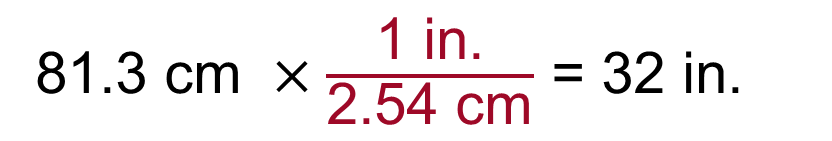 81.3 cm × 1 in. / 2.54 cm = 32 in.